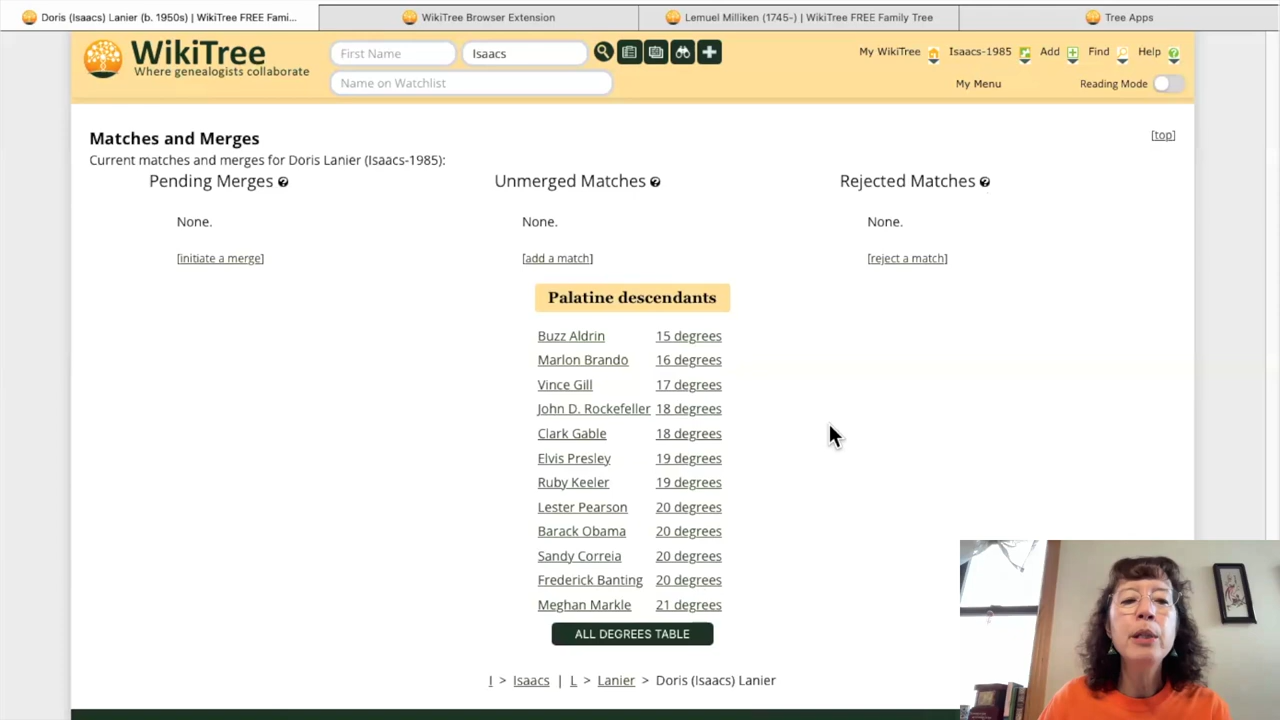 Doris (Isaacs) Lanier (b. 1950s) | WikiTree FREE Fami...
WikiTree Browser Extension
Lemuel Milliken (1745-) | WikiTree FREE Family Tree
Tree Apps
WikiTree
Where genealogists collaborate
First Name
Isaacs
Name on Watchlist
My WikiTree
Isaacs-1985
Add
Find
Help
My Menu
Reading Mode
Matches and Merges
[top]
Current matches and merges for Doris Lanier (Isaacs-1985):
Pending Merges ?
Unmerged Matches ?
Rejected Matches ?
None.
None.
None.
[initiate a merge]
[add a match]
[reject a match]
Palatine descendants
Buzz Aldrin 15 degrees
Marlon Brando 16 degrees
Vince Gill 17 degrees
John D. Rockefeller 18 degrees
Clark Gable 18 degrees
Elvis Presley 19 degrees
Ruby Keeler 19 degrees
Lester Pearson 20 degrees
Barack Obama 20 degrees
Sandy Correia 20 degrees
Frederick Banting 20 degrees
Meghan Markle 21 degrees
ALL DEGREES TABLE
I > Isaacs | L > Lanier > Doris (Isaacs) Lanier